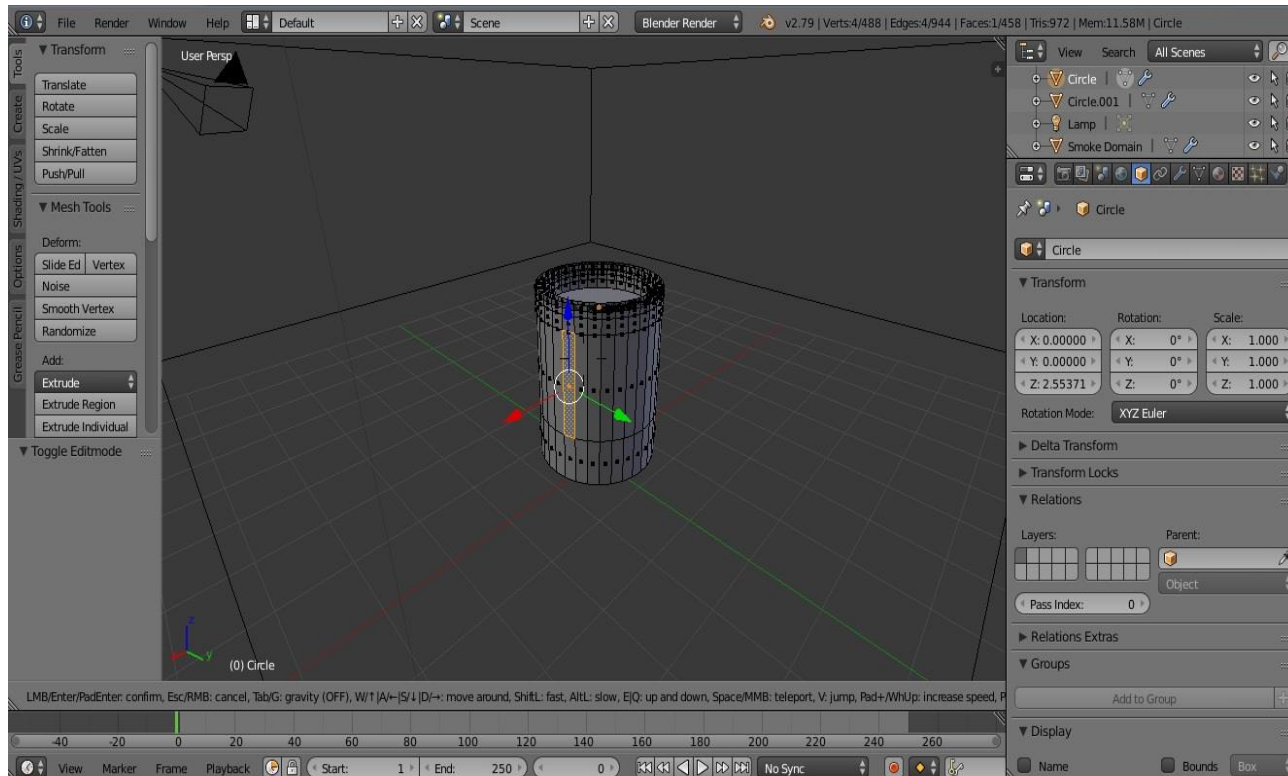 File Render Window Help Default Scene Blender Render v2.79 | Verts:4/488 | Edges:4/944 | Faces:1/458 | Tris:972 | Mem:11.58M | Circle
Tools
Create
Shading / UVs
Options
Grease Pencil
Transform
Translate
Rotate
Scale
Shrink/Fatten
Push/Pull
Mesh Tools
Deform:
Slide Ed Vertex
Noise
Smooth Vertex
Randomize
Add:
Extrude
Extrude Region
Extrude Individual
Toggle Editmode
User Persp
z
y
(0) Circle
LMB/Enter/PadEnter: confirm, Esc/RMB: cancel, Tab/G: gravity (OFF), W/↑|A/←|S/↓|D/→: move around, ShiftL: fast, AltL: slow, E|Q: up and down, Space/MMB: teleport, V: jump, Pad+/WhUp: increase speed, P
-40 -20 0 20 40 60 80 100 120 140 160 180 200 220 240 260
View Marker Frame Playback Start: 1 End: 250 0 No Sync
View Search All Scenes
Circle
Circle.001
Lamp
Smoke Domain
Circle
Circle
Transform
Location: Rotation: Scale:
X: 0.00000 X: 0° X: 1.000
Y: 0.00000 Y: 0° Y: 1.000
Z: 2.55371 Z: 0° Z: 1.000
Rotation Mode: XYZ Euler
Delta Transform
Transform Locks
Relations
Layers: Parent:
Object
Pass Index: 0
Relations Extras
Groups
Add to Group
Display
Name Bounds Box